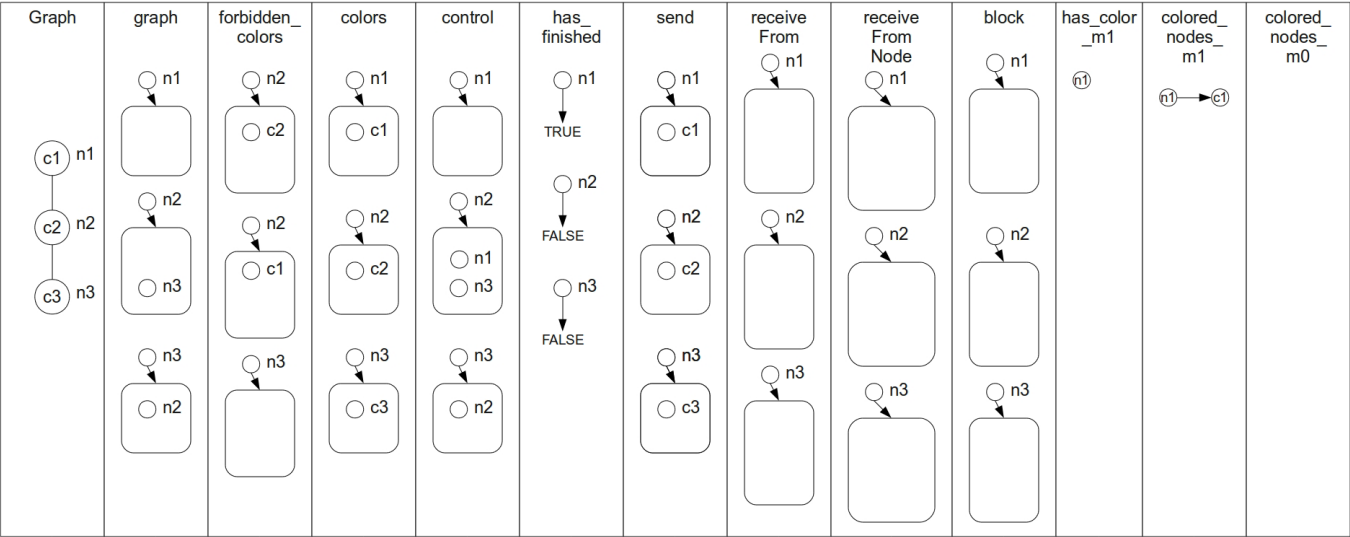 Graph
graph
forbidden_
colors
colors
control
has_
finished
send
receive
From
receive
From
Node
block
has_color
_m1
colored_
nodes_
m1
colored_
nodes_
m0
c1 n1
c2 n2
c3 n3
n1
n2
n3
n3
n2
n2
c2
n2
c1
n3
n1
c1
n2
c2
n3
c3
n1
n2
n1
n3
n3
n2
n1
TRUE
n2
FALSE
n3
FALSE
n1
c1
n2
c2
n3
c3
n1
n2
n3
n1
n2
n3
n1
n2
n3
n1
n1 c1